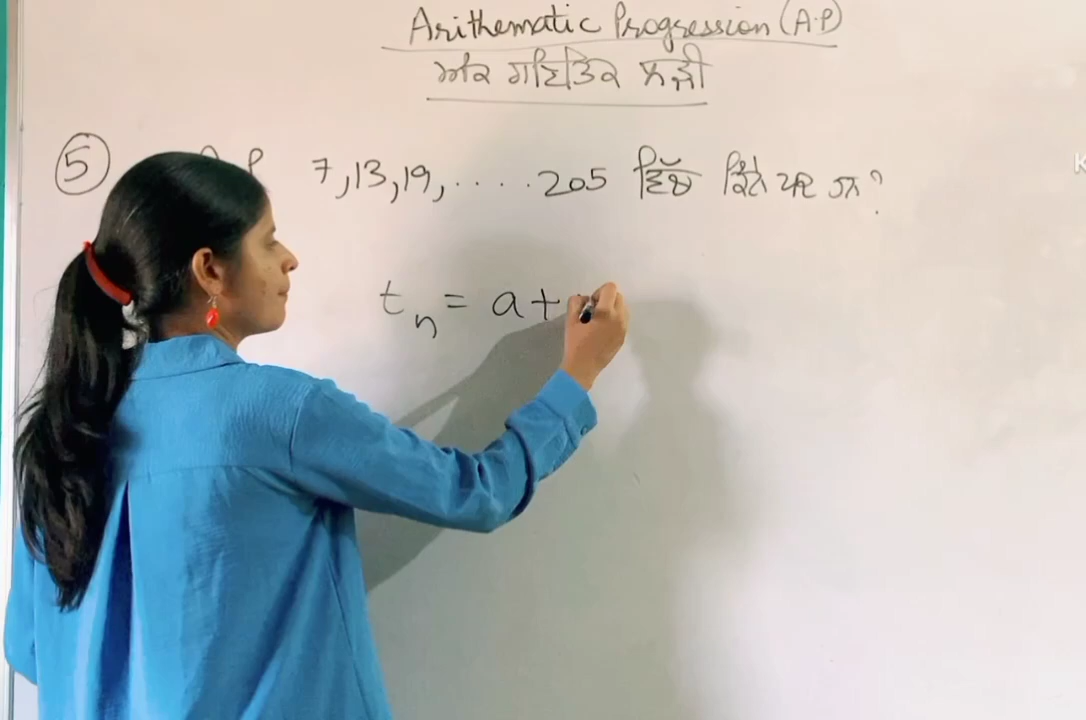 Arithematic Progression (A.P)
ਅੰਕ ਗਣਿਤਿਕ ਲੜੀ
5 A.P 7,13,19,.....205 ਵਿੱਚ ਕਿੰਨੇ ਪਦ ਹਨ?
tn = a+